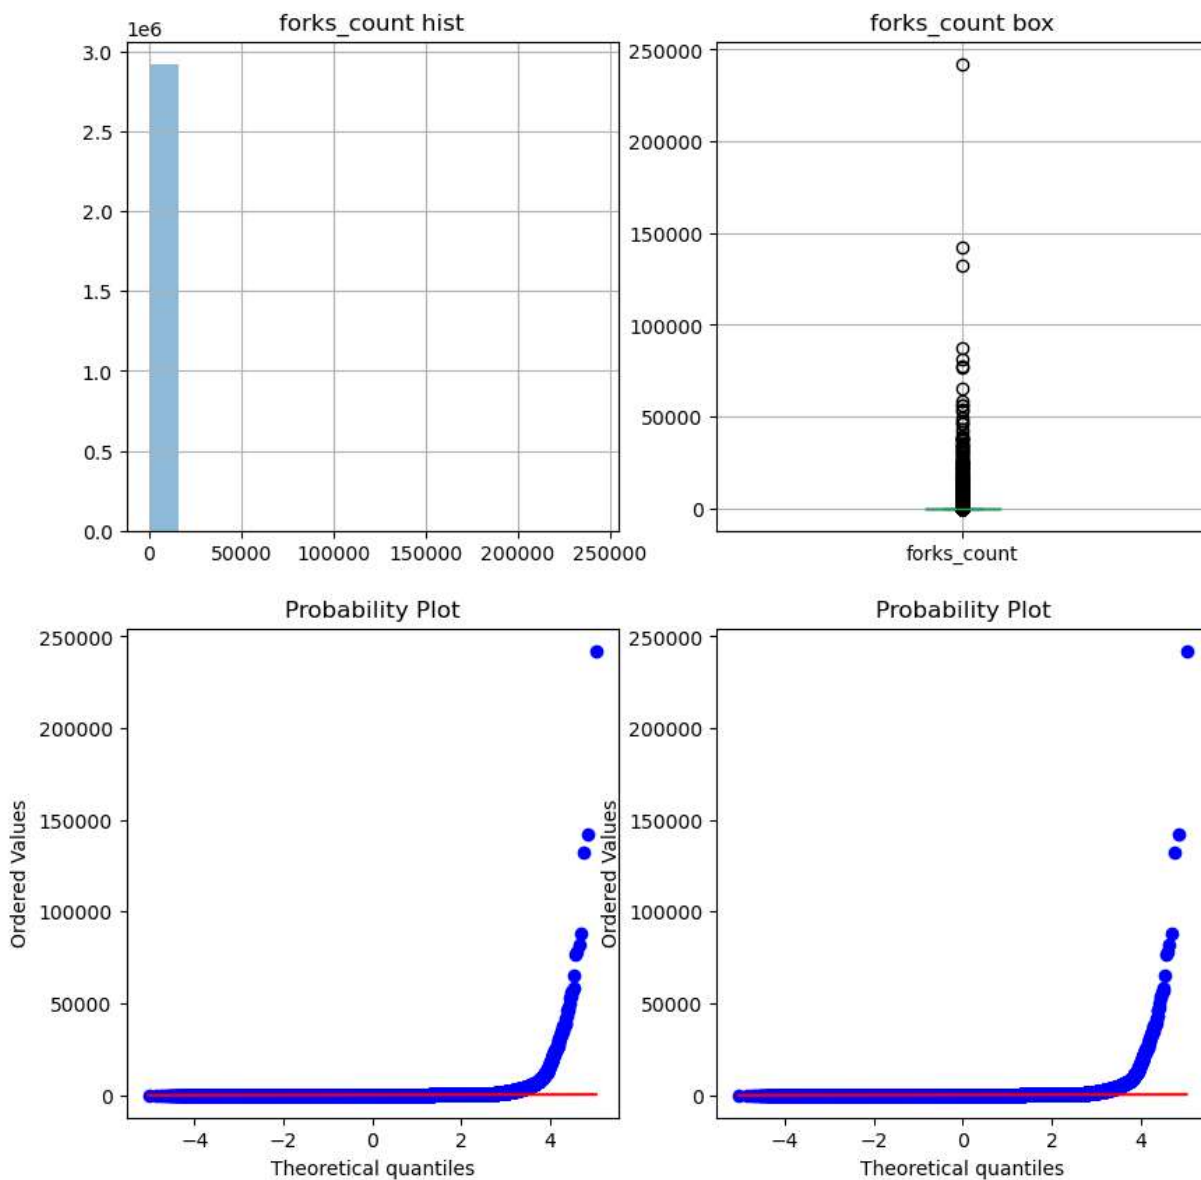 forks_count hist
1e6
3.0
2.5
2.0
1.5
1.0
0.5
0.0
0 50000 100000 150000 200000 250000
forks_count box
250000
200000
150000
100000
50000
0
forks_count
Probability Plot
Ordered Values
250000
200000
150000
100000
50000
0
−4 −2 0 2 4
Theoretical quantiles
Probability Plot
Ordered Values
250000
200000
150000
100000
50000
0
−4 −2 0 2 4
Theoretical quantiles